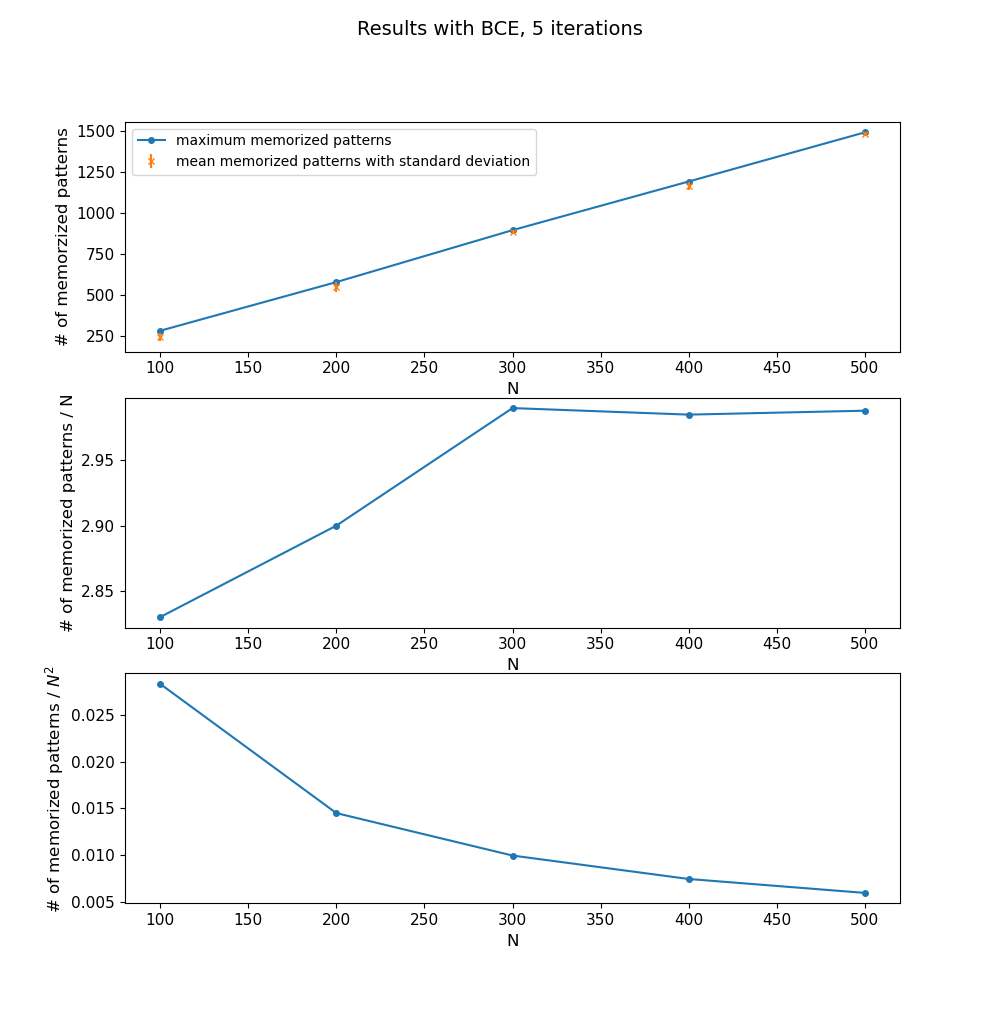 Results with BCE, 5 iterations
# of memorzized patterns
1500
1250
1000
750
500
250
maximum memorized patterns
mean memorized patterns with standard deviation
100 150 200 250 300 350 400 450 500
N
# of memorized patterns / N
2.95
2.90
2.85
100 150 200 250 300 350 400 450 500
N
# of memorized patterns / N²
0.025
0.020
0.015
0.010
0.005
100 150 200 250 300 350 400 450 500
N